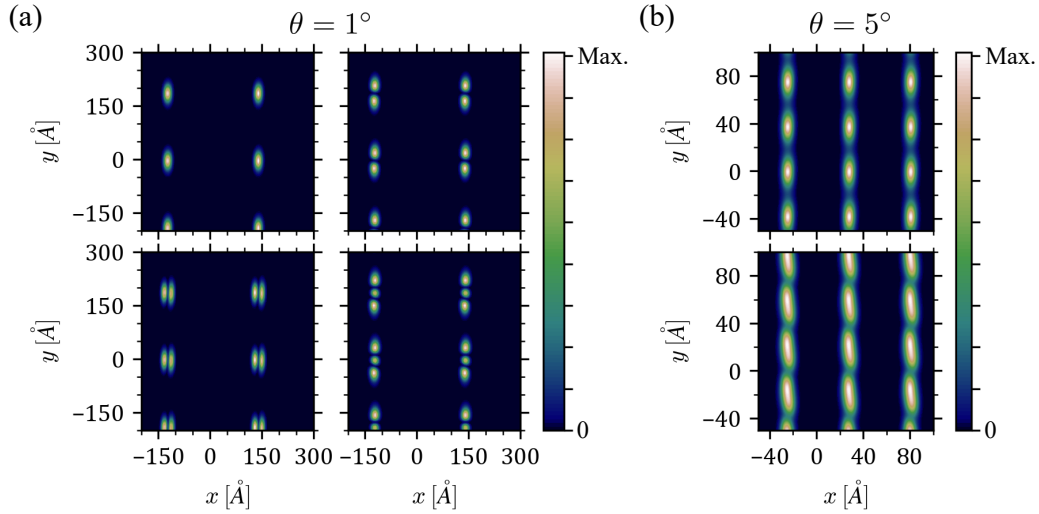 (a) θ = 1° (b) θ = 5°
300 Max. Max.
150 80
y [Å] 0 y [Å] 40
−150 0
−40
300
150 80
y [Å] 0 y [Å] 40
−150 0
0 −40 0
−150 0 150 300 −150 0 150 300 −40 0 40 80
x [Å] x [Å] x [Å]